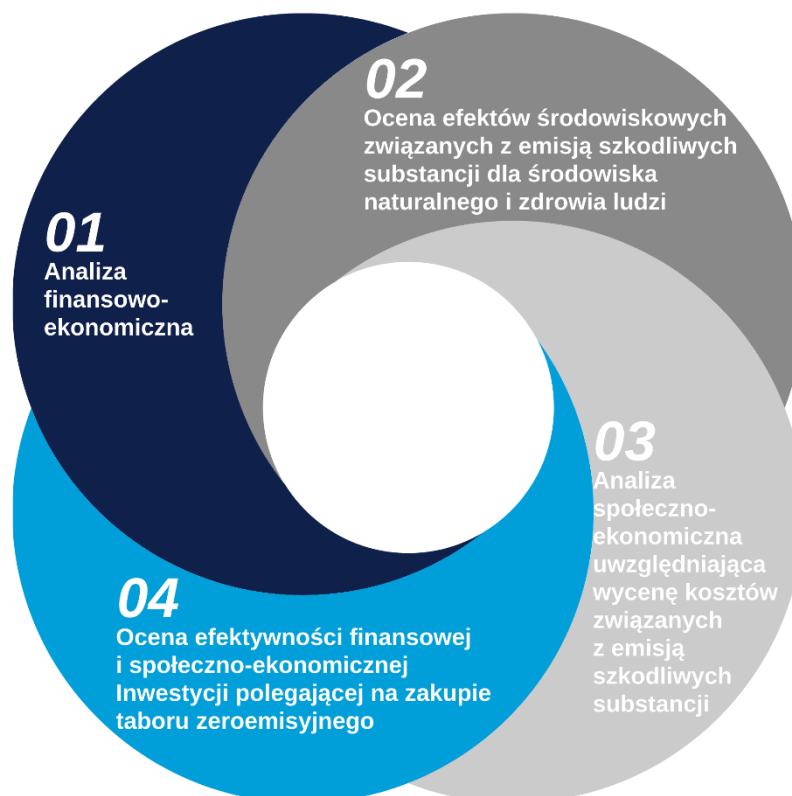 01
Analiza
finansowo-
ekonomiczna
02
Ocena efektów środowiskowych
związanych z emisją szkodliwych
substancji dla środowiska
naturalnego i zdrowia ludzi
03
Analiza
społeczno-
ekonomiczna
uwzględniająca
wycenę kosztów
związanych
z emisją
szkodliwych
substancji
04
Ocena efektywności finansowej
i społeczno-ekonomicznej
Inwestycji polegającej na zakupie
taboru zeroemisyjnego